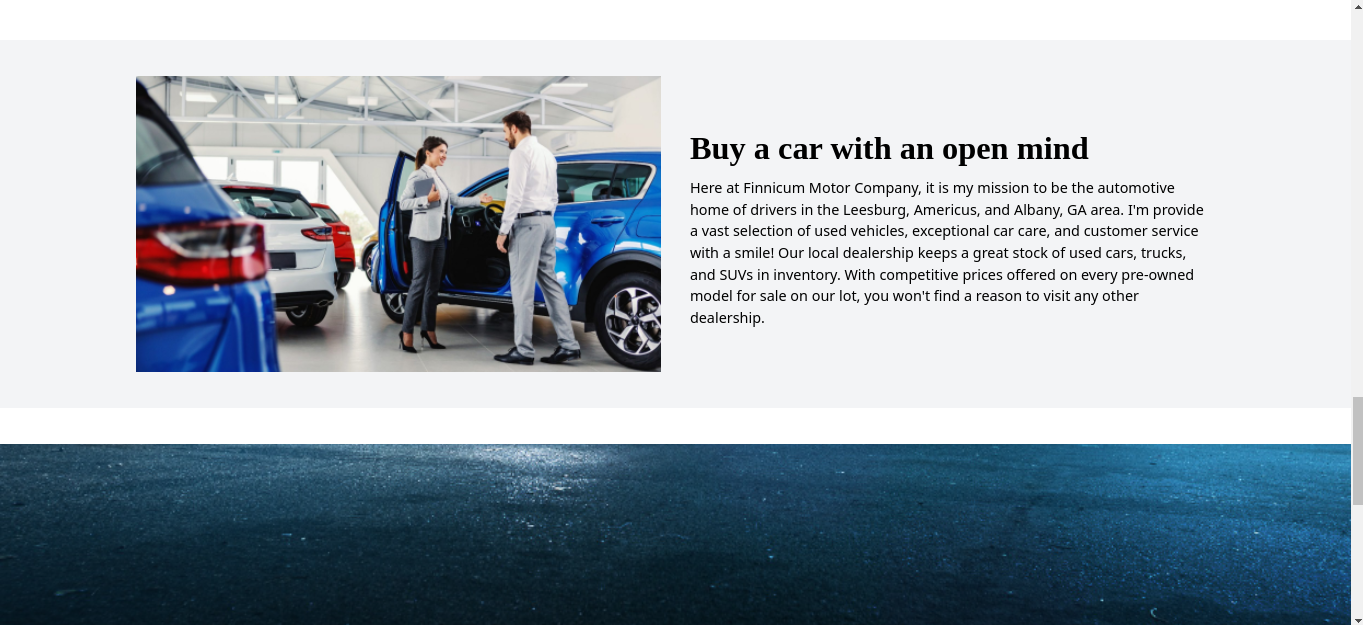 Buy a car with an open mind
Here at Finnicum Motor Company, it is my mission to be the automotive
home of drivers in the Leesburg, Americus, and Albany, GA area. I'm provide
a vast selection of used vehicles, exceptional car care, and customer service
with a smile! Our local dealership keeps a great stock of used cars, trucks,
and SUVs in inventory. With competitive prices offered on every pre-owned
model for sale on our lot, you won't find a reason to visit any other
dealership.